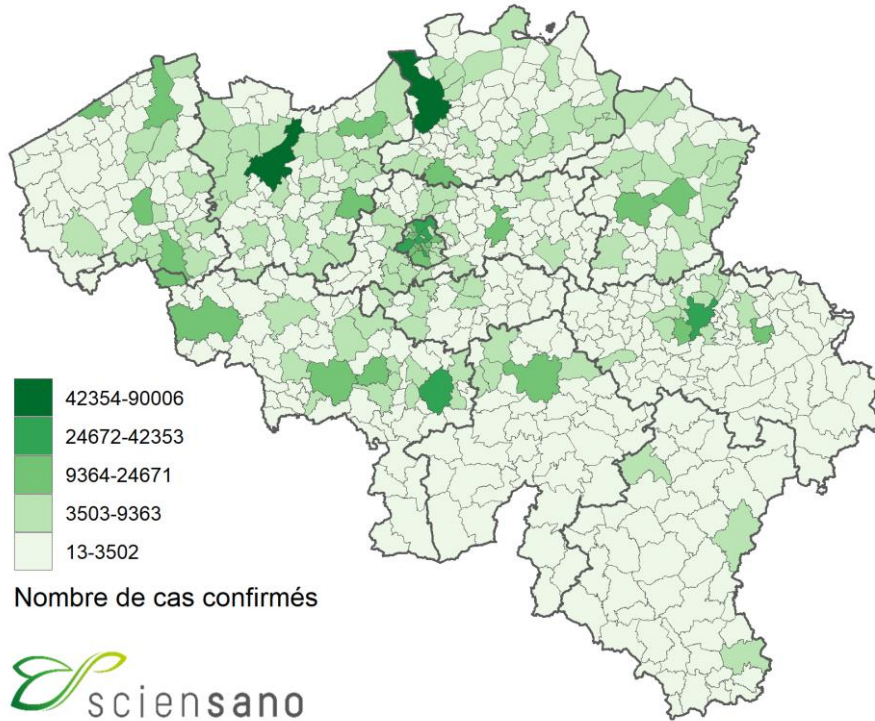 42354-90006
24672-42353
9364-24671
3503-9363
13-3502
Nombre de cas confirmés
sciensano